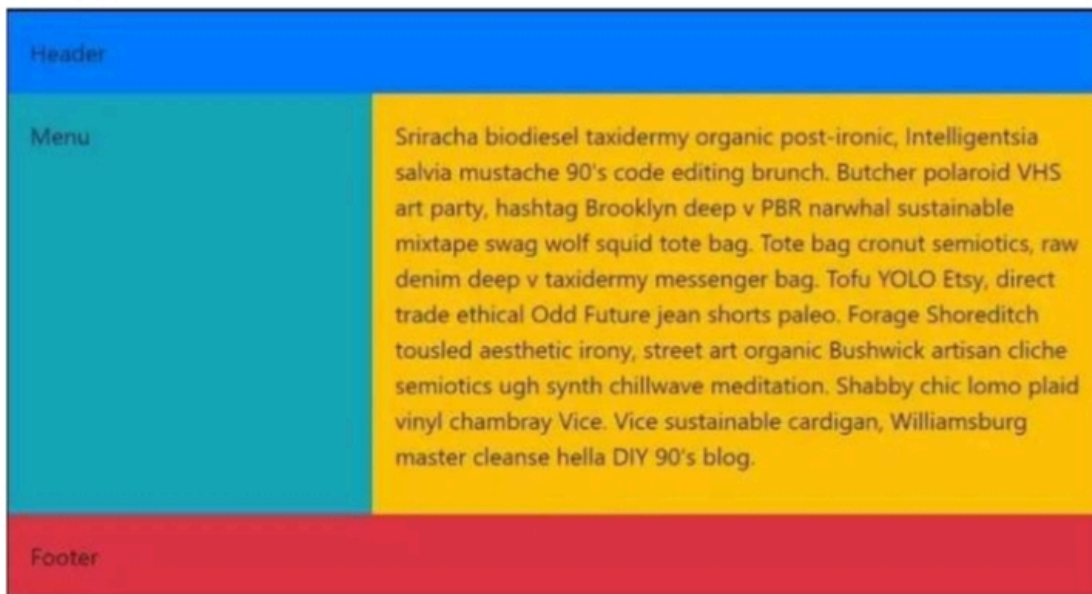 Header
Menu
Sriracha biodiesel taxidermy organic post-ironic, Intelligentsia
salvia mustache 90's code editing brunch. Butcher polaroid VHS
art party, hashtag Brooklyn deep v PBR narwhal sustainable
mixtape swag wolf squid tote bag. Tote bag cronut semiotics, raw
denim deep v taxidermy messenger bag. Tofu YOLO Etsy, direct
trade ethical Odd Future jean shorts paleo. Forage Shoreditch
tousled aesthetic irony, street art organic Bushwick artisan cliche
semiotics ugh synth chillwave meditation. Shabby chic lomo plaid
vinyl chambray Vice. Vice sustainable cardigan, Williamsburg
master cleanse hella DIY 90's blog.
Footer